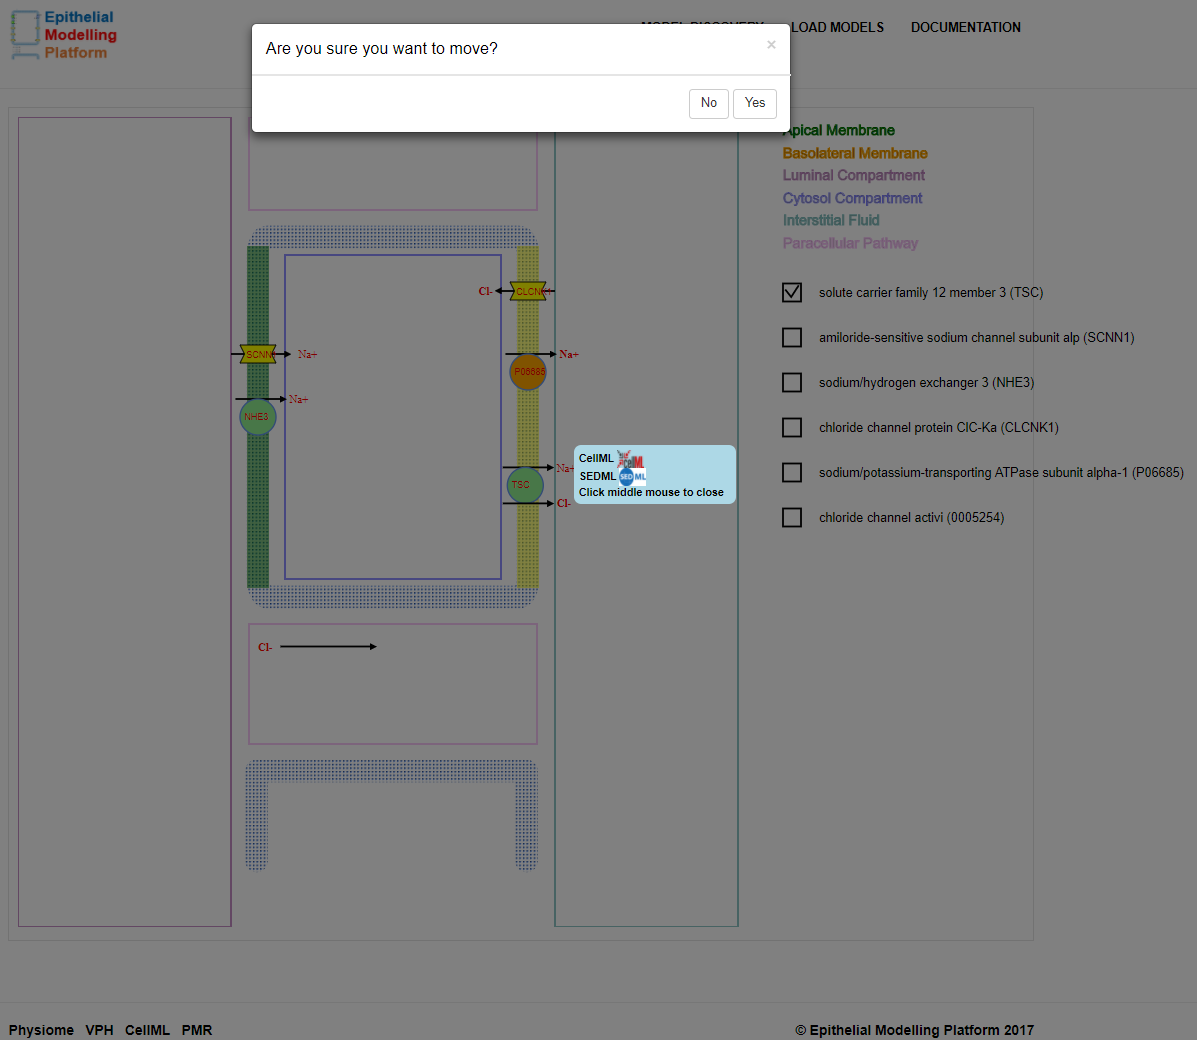 Epithelial
Modelling
Platform
LOAD MODELS
DOCUMENTATION
Are you sure you want to move?
×
No
Yes
Apical Membrane
Basolateral Membrane
Luminal Compartment
Cytosol Compartment
Interstitial Fluid
Paracellular Pathway
solute carrier family 12 member 3 (TSC)
amiloride-sensitive sodium channel subunit alp (SCNN1)
sodium/hydrogen exchanger 3 (NHE3)
chloride channel protein ClC-Ka (CLCNK1)
sodium/potassium-transporting ATPase subunit alpha-1 (P06685)
chloride channel activi (0005254)
Cl-
CLCNK1
SCNN1
Na+
Na+
P06685
Na+
NHE3
Na+
TSC
Cl-
CellML
SEDML SED ML
Click middle mouse to close
Cl-
Physiome VPH CellML PMR
© Epithelial Modelling Platform 2017